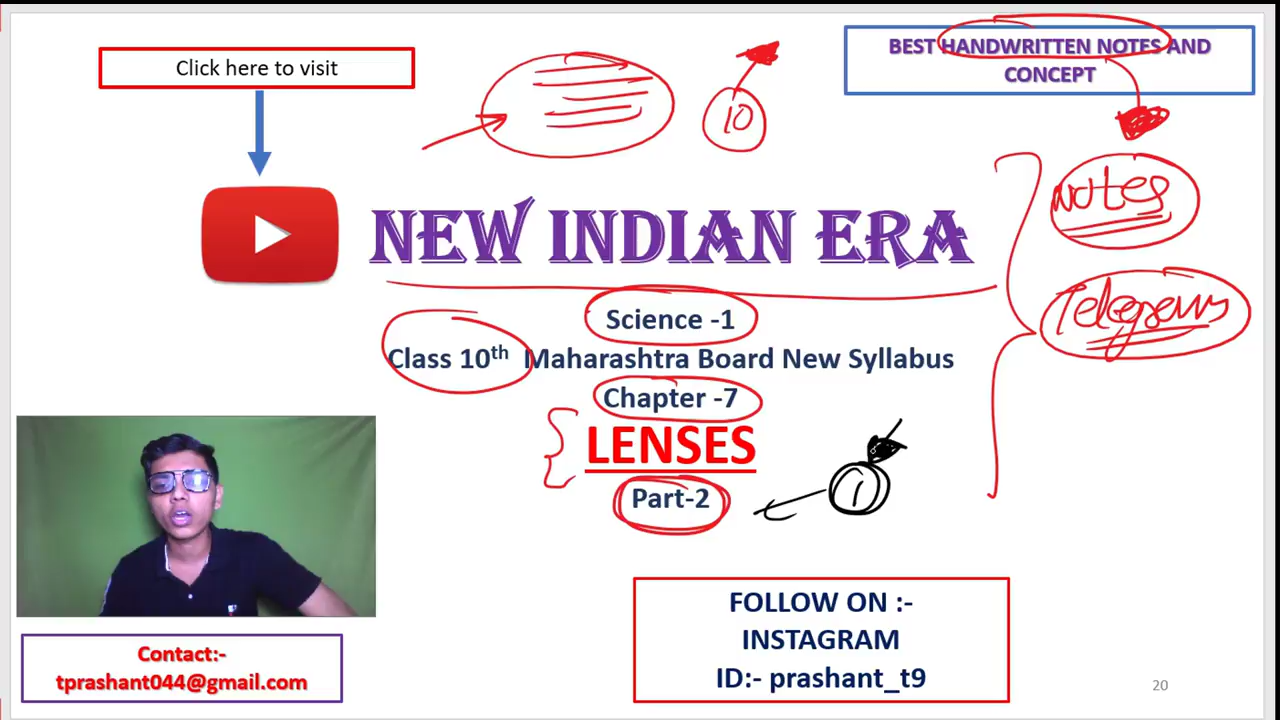 Click here to visit
BEST HANDWRITTEN NOTES AND
CONCEPT
10
Notes
NEW INDIAN ERA
Telegram
Science -1
Class 10th Maharashtra Board New Syllabus
Chapter -7
LENSES
Part-2
1
FOLLOW ON :-
INSTAGRAM
ID:- prashant_t9
Contact:-
tprashant044@gmail.com
20